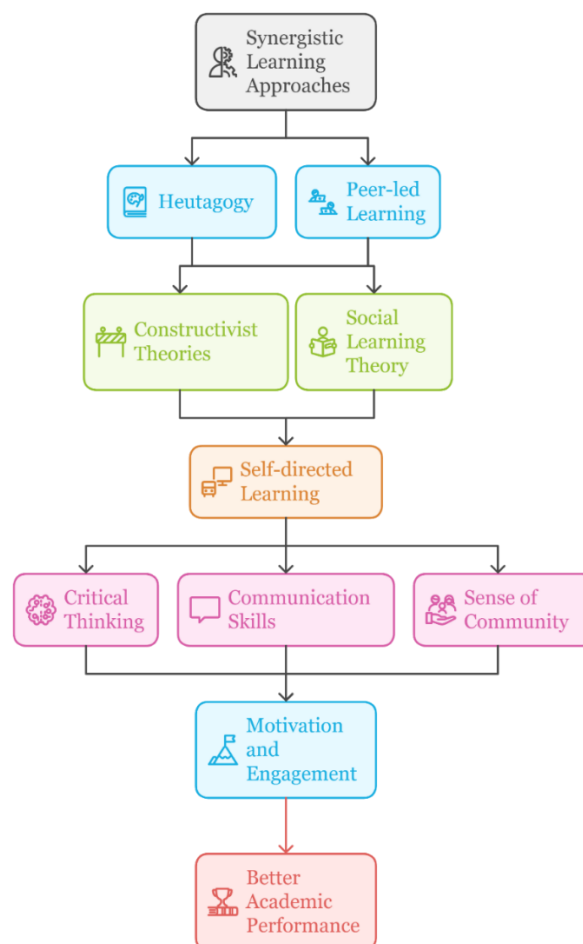 Synergistic
Learning
Approaches
Heutagogy
Peer-led
Learning
Constructivist
Theories
Social
Learning
Theory
Self-directed
Learning
Critical
Thinking
Communication
Skills
Sense of
Community
Motivation
and
Engagement
Better
Academic
Performance